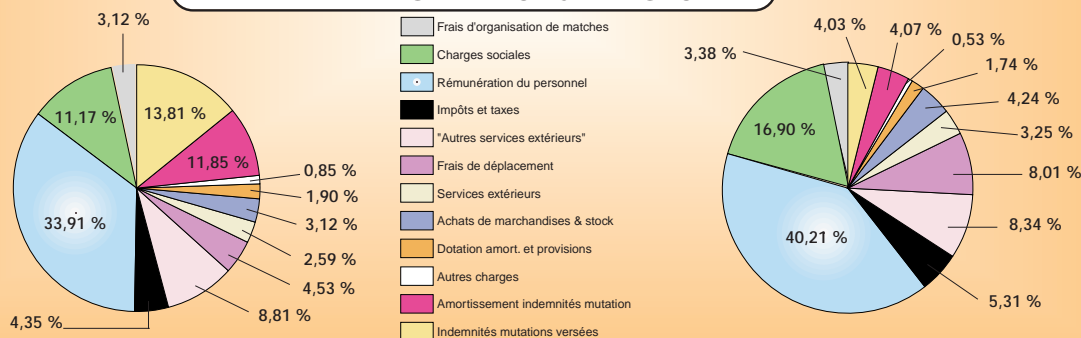 3,12 %
13,81 %
11,85 %
0,85 %
1,90 %
3,12 %
2,59 %
4,53 %
8,81 %
4,35 %
33,91 %
11,17 %
Frais d'organisation de matches
Charges sociales
Rémunération du personnel
Impôts et taxes
"Autres services extérieurs"
Frais de déplacement
Services extérieurs
Achats de marchandises & stock
Dotation amort. et provisions
Autres charges
Amortissement indemnités mutation
Indemnités mutations versées
3,38 %
4,03 %
4,07 %
0,53 %
1,74 %
4,24 %
3,25 %
8,01 %
8,34 %
5,31 %
40,21 %
16,90 %